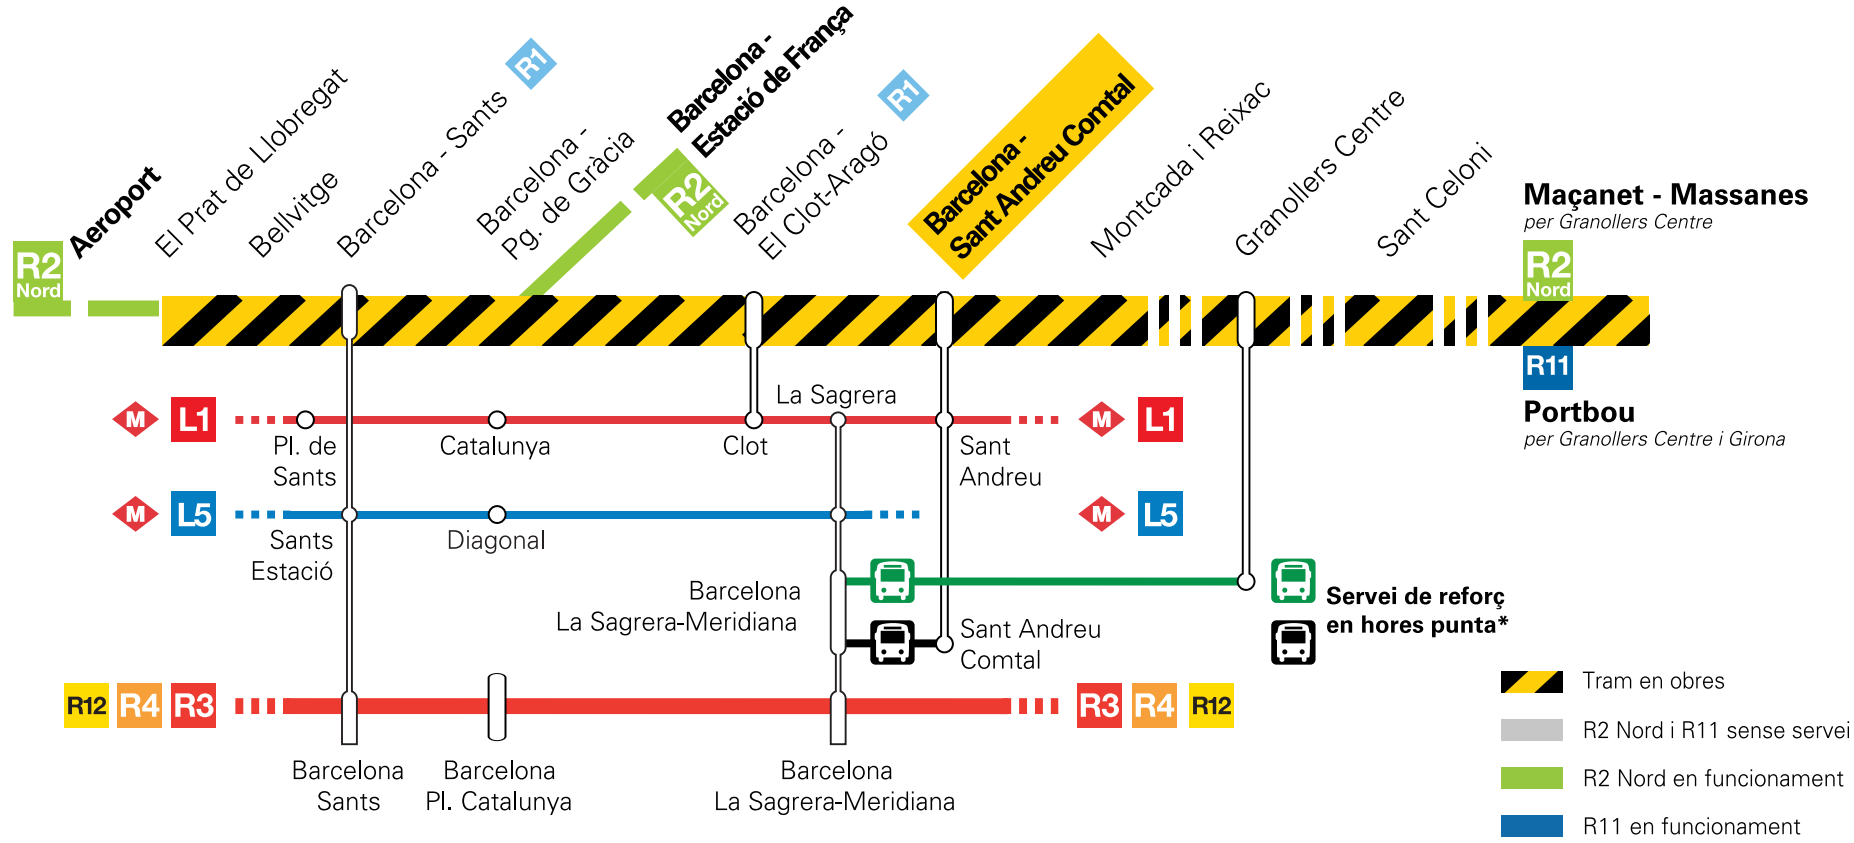 Aeroport
El Prat de Llobregat
Bellvitge
Barcelona - Sants
R1
Barcelona -
Pg. de Gràcia
Barcelona -
Estació de França
R2
Nord
Barcelona -
El Clot-Aragó
R1
Barcelona -
Sant Andreu Comtal
Montcada i Reixac
Granollers Centre
Sant Celoni
Maçanet - Massanes
per Granollers Centre
R2
Nord
R2
Nord
R11
Portbou
per Granollers Centre i Girona
M L1
Pl. de
Sants
Catalunya
Clot
La Sagrera
Sant
Andreu
M L1
M L5
Sants
Estació
Diagonal
M L5
Barcelona
La Sagrera-Meridiana
Sant Andreu
Comtal
Servei de reforç
en hores punta*
R12 R4 R3
R3 R4 R12
Barcelona
Sants
Barcelona
Pl. Catalunya
Barcelona
La Sagrera-Meridiana
Tram en obres
R2 Nord i R11 sense servei
R2 Nord en funcionament
R11 en funcionament